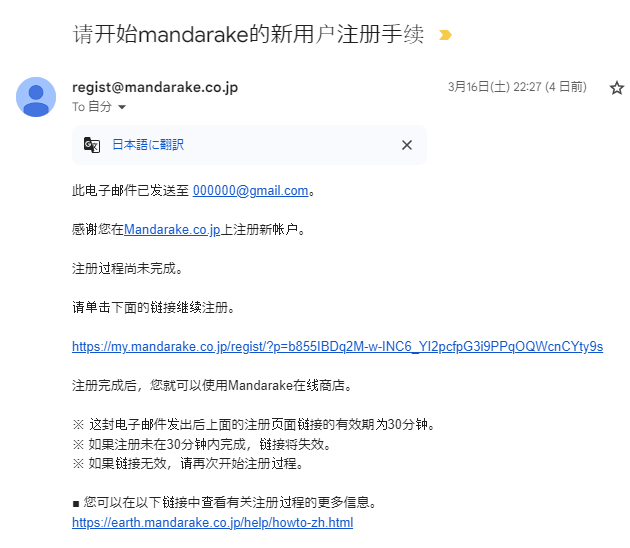 请开始mandarake的新用户注册手续
regist@mandarake.co.jp
3月16日(土) 22:27 (4 日前)
To 自分
日本語に翻訳
此电子邮件已发送至 000000@gmail.com。
感谢您在Mandarake.co.jp上注册新帐户。
注册过程尚未完成。
请单击下面的链接继续注册。
https://my.mandarake.co.jp/regist/?p=b855IBDq2M-w-INC6_YI2pcfpG3i9PPqOQWcnCYty9s
注册完成后，您就可以使用Mandarake在线商店。
※ 这封电子邮件发出后上面的注册页面链接的有效期为30分钟。
※ 如果注册未在30分钟内完成，链接将失效。
※ 如果链接无效，请再次开始注册过程。
■ 您可以在以下链接中查看有关注册过程的更多信息。
https://earth.mandarake.co.jp/help/howto-zh.html